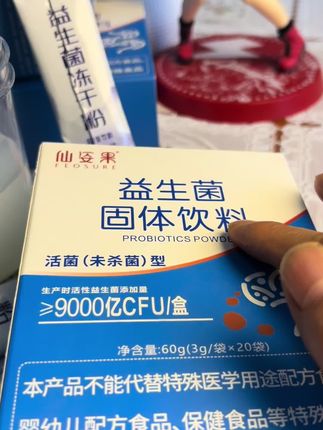 益生菌冻干粉
仙姿果
FEOSURE
益生菌
固体饮料
PROBIOTICS POWDE
活菌（未杀菌）型
生产时活性益生菌添加量
≥9000亿CFU/盒
净含量:60g(3g/袋×20袋)
本产品不能代替特殊医学用途配方食
婴幼儿配方食品、保健食品等特殊